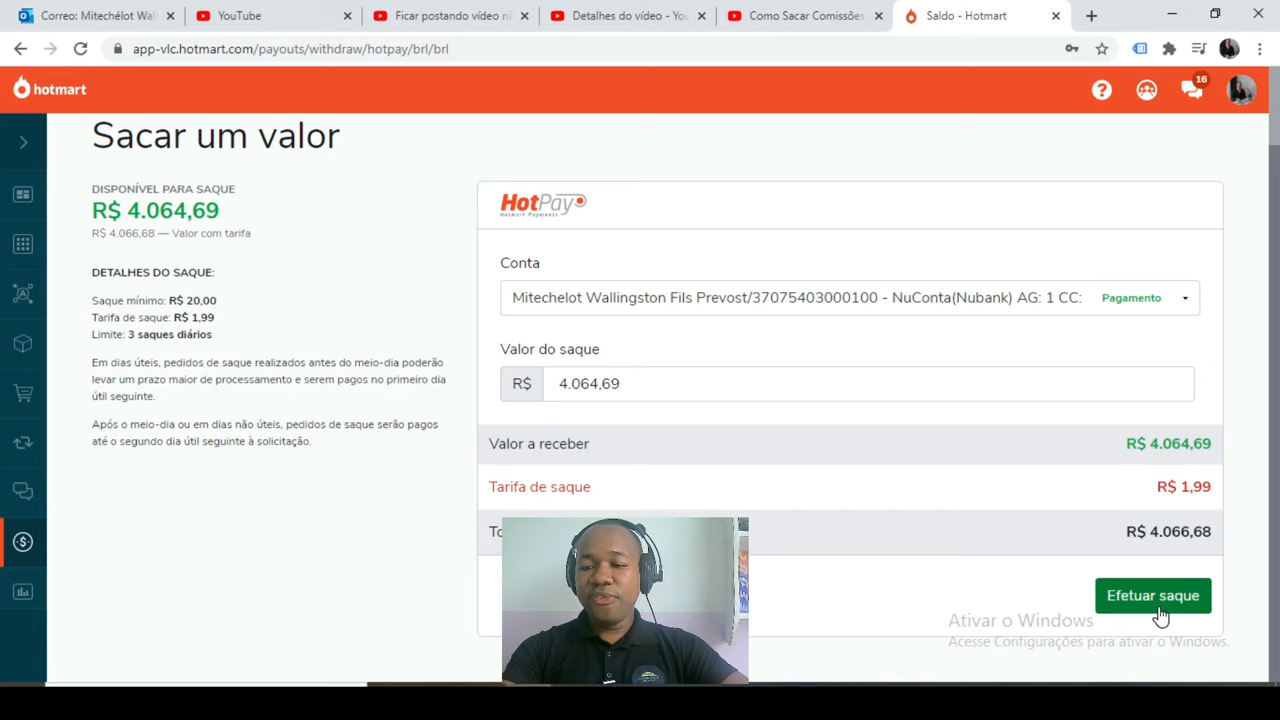 Correo: Mitechélot Wal
YouTube
Ficar postando vídeo nã
Detalhes do vídeo - You
Como Sacar Comissões
Saldo - Hotmart
app-vlc.hotmart.com/payouts/withdraw/hotpay/brl/brl
hotmart
16
Sacar um valor
DISPONÍVEL PARA SAQUE
R$ 4.064,69
R$ 4.066,68 — Valor com tarifa
DETALHES DO SAQUE:
Saque mínimo: R$ 20,00
Tarifa de saque: R$ 1,99
Limite: 3 saques diários
Em dias úteis, pedidos de saque realizados antes do meio-dia poderão
levar um prazo maior de processamento e serem pagos no primeiro dia
útil seguinte.
Após o meio-dia ou em dias não úteis, pedidos de saque serão pagos
até o segundo dia útil seguinte à solicitação.
HotPay
Hotmart Payments
Conta
Mitechelot Wallingston Fils Prevost/37075403000100 - NuConta(Nubank) AG: 1 CC:
Pagamento
Valor do saque
R$ 4.064,69
Valor a receber R$ 4.064,69
Tarifa de saque R$ 1,99
R$ 4.066,68
Efetuar saque
Ativar o Windows
Acesse Configurações para ativar o Windows.